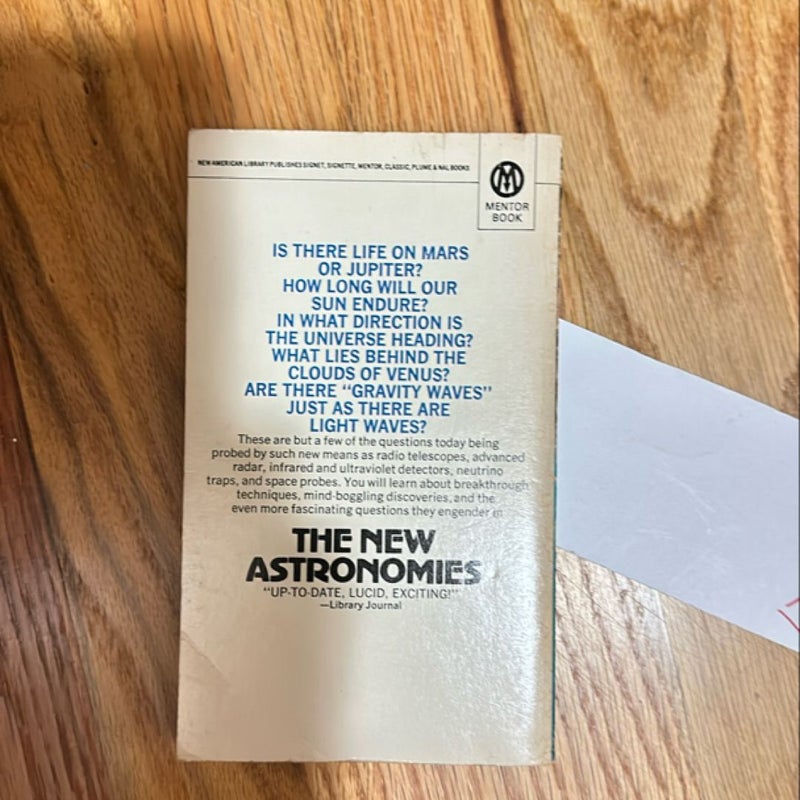 NEW AMERICAN LIBRARY PUBLISHES SIGNET, SIGNETTE, MENTOR, CLASSIC, PLUME & NAL BOOKS
MENTOR
BOOK
IS THERE LIFE ON MARS
OR JUPITER?
HOW LONG WILL OUR
SUN ENDURE?
IN WHAT DIRECTION IS
THE UNIVERSE HEADING?
WHAT LIES BEHIND THE
CLOUDS OF VENUS?
ARE THERE "GRAVITY WAVES"
JUST AS THERE ARE
LIGHT WAVES?
These are but a few of the questions today being
probed by such new means as radio telescopes, advanced
radar, infrared and ultraviolet detectors, neutrino
traps, and space probes. You will learn about breakthrough
techniques, mind-boggling discoveries, and the
even more fascinating questions they engender in
THE NEW
ASTRONOMIES
"UP-TO-DATE, LUCID, EXCITING!"
—Library Journal